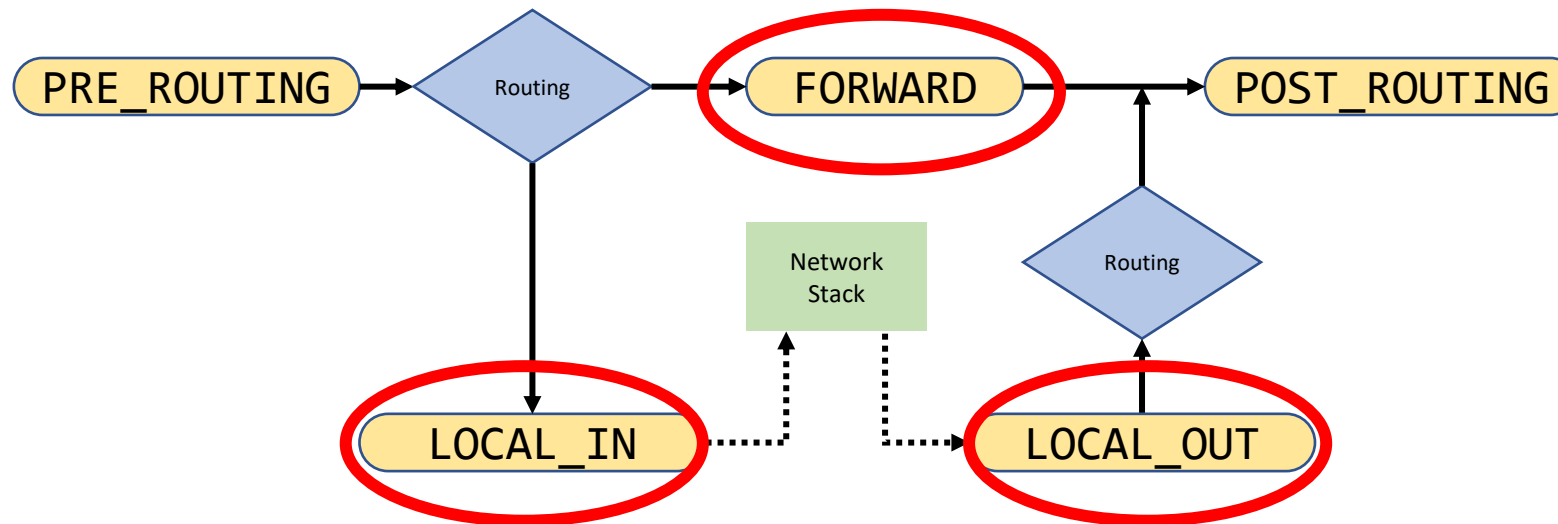 PRE_ROUTING
Routing
FORWARD
POST_ROUTING
Network
Stack
Routing
LOCAL_IN
LOCAL_OUT